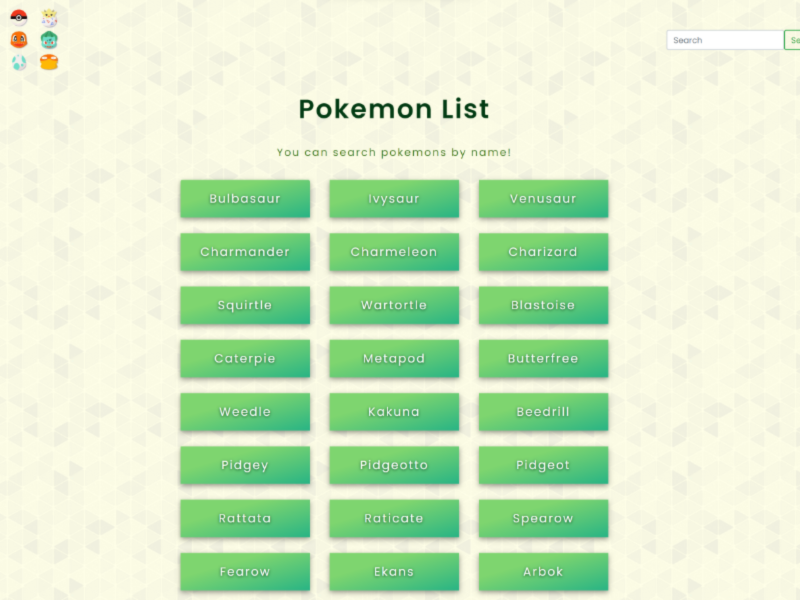 Search
Se
Pokemon List
You can search pokemons by name!
Bulbasaur
Ivysaur
Venusaur
Charmander
Charmeleon
Charizard
Squirtle
Wartortle
Blastoise
Caterpie
Metapod
Butterfree
Weedle
Kakuna
Beedrill
Pidgey
Pidgeotto
Pidgeot
Rattata
Raticate
Spearow
Fearow
Ekans
Arbok